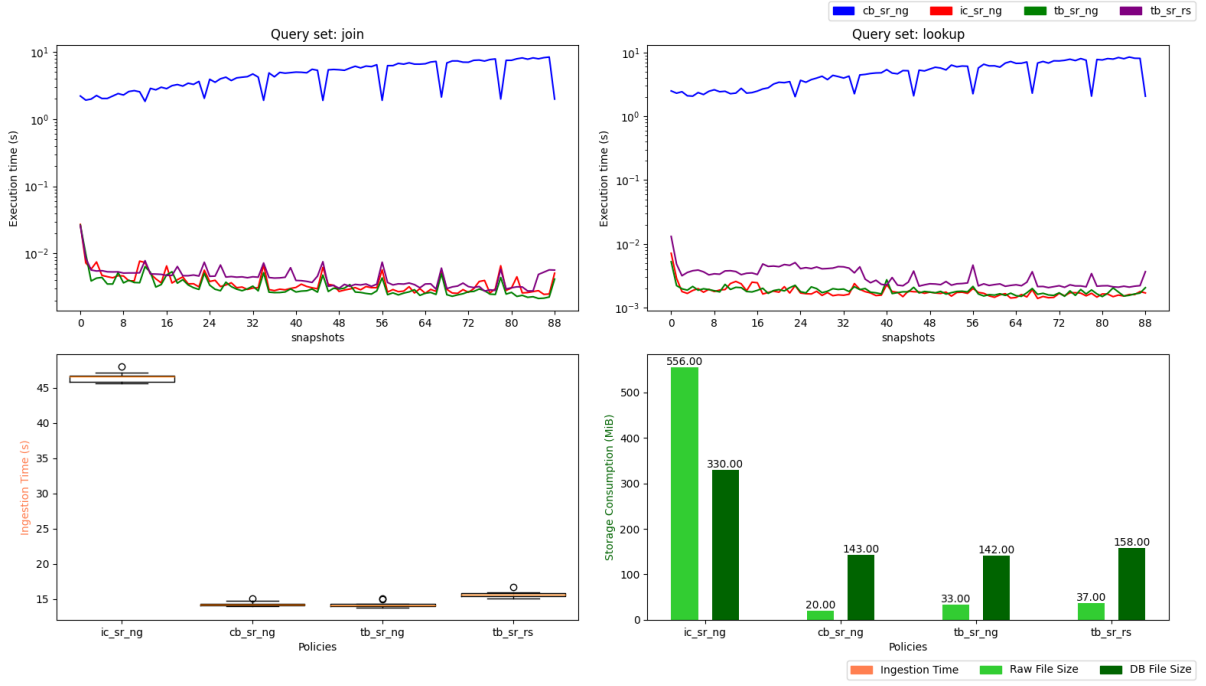 cb_sr_ng ic_sr_ng tb_sr_ng tb_sr_rs
Query set: join
Execution time (s)
10¹
10⁰
10⁻¹
10⁻²
0 8 16 24 32 40 48 56 64 72 80 88
snapshots
Query set: lookup
Execution time (s)
10¹
10⁰
10⁻¹
10⁻²
10⁻³
0 8 16 24 32 40 48 56 64 72 80 88
snapshots
Ingestion Time (s)
45
40
35
30
25
20
15
ic_sr_ng cb_sr_ng tb_sr_ng tb_sr_rs
Policies
Storage Consumption (MiB)
500
400
300
200
100
0
556.00
330.00
20.00
143.00
33.00
142.00
37.00
158.00
ic_sr_ng cb_sr_ng tb_sr_ng tb_sr_rs
Policies
Ingestion Time Raw File Size DB File Size